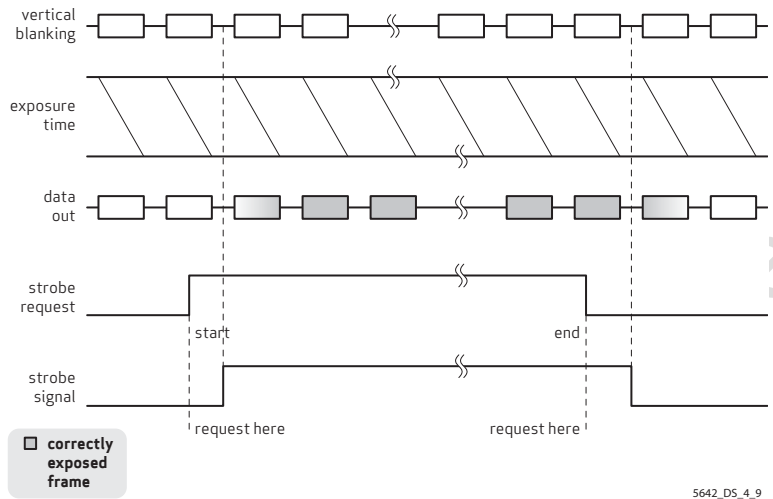 vertical
blanking
exposure
time
data
out
strobe
request
start
end
strobe
signal
request here
request here
correctly
exposed
frame
5642_DS_4_9